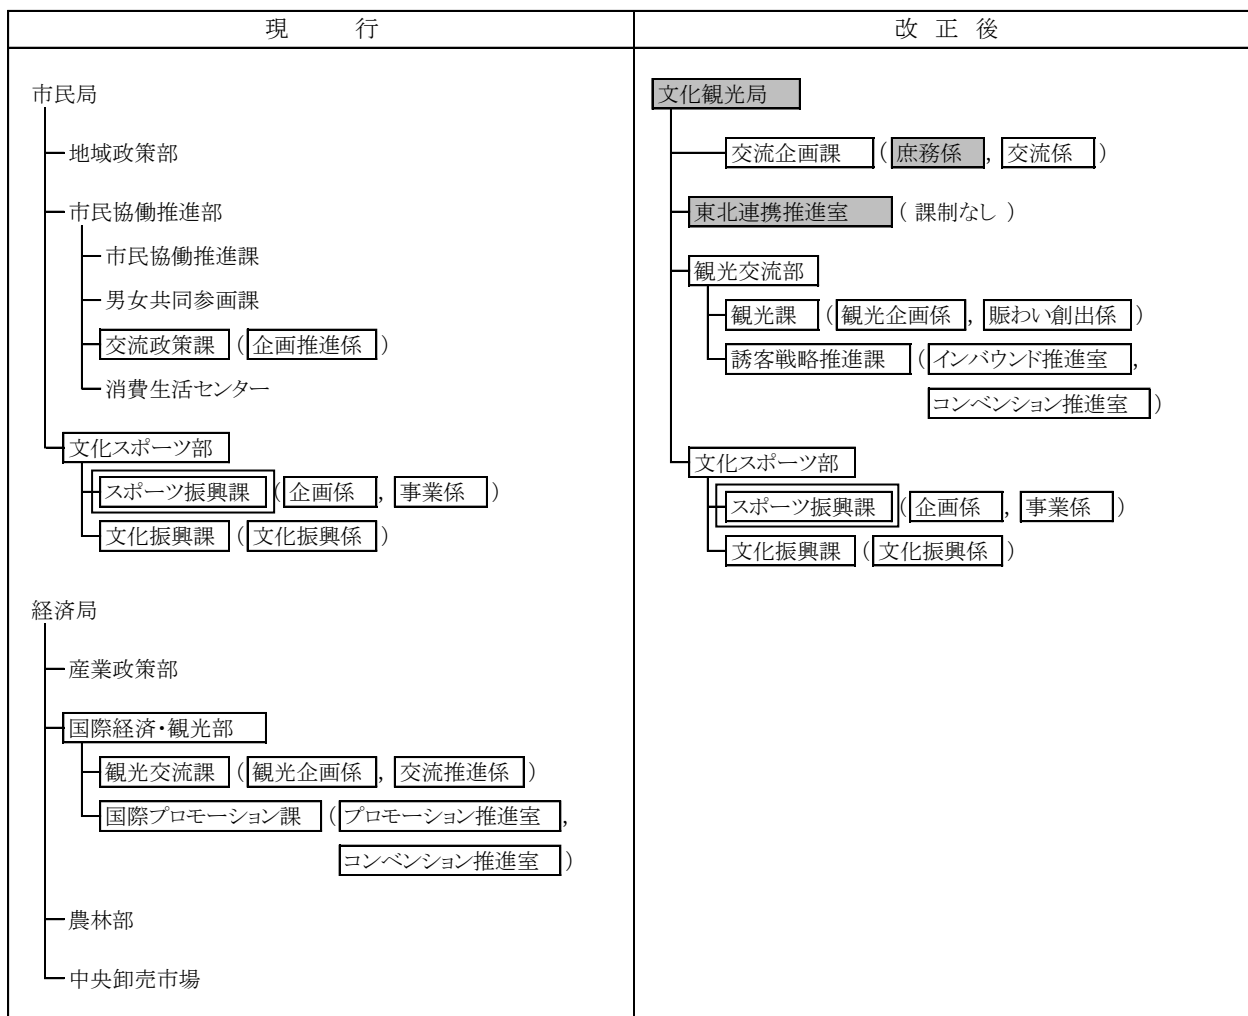 現　　　行
市民局
地域政策部
市民協働推進部
市民協働推進課
男女共同参画課
交流政策課 (企画推進係)
消費生活センター
文化スポーツ部
スポーツ振興課 (企画係, 事業係)
文化振興課 (文化振興係)
経済局
産業政策部
国際経済・観光部
観光交流課 (観光企画係, 交流推進係)
国際プロモーション課 (プロモーション推進室,
コンベンション推進室)
農林部
中央卸売市場
改 正 後
文化観光局
交流企画課 (庶務係, 交流係)
東北連携推進室 (課制なし)
観光交流部
観光課 (観光企画係, 賑わい創出係)
誘客戦略推進課 (インバウンド推進室,
コンベンション推進室)
文化スポーツ部
スポーツ振興課 (企画係, 事業係)
文化振興課 (文化振興係)